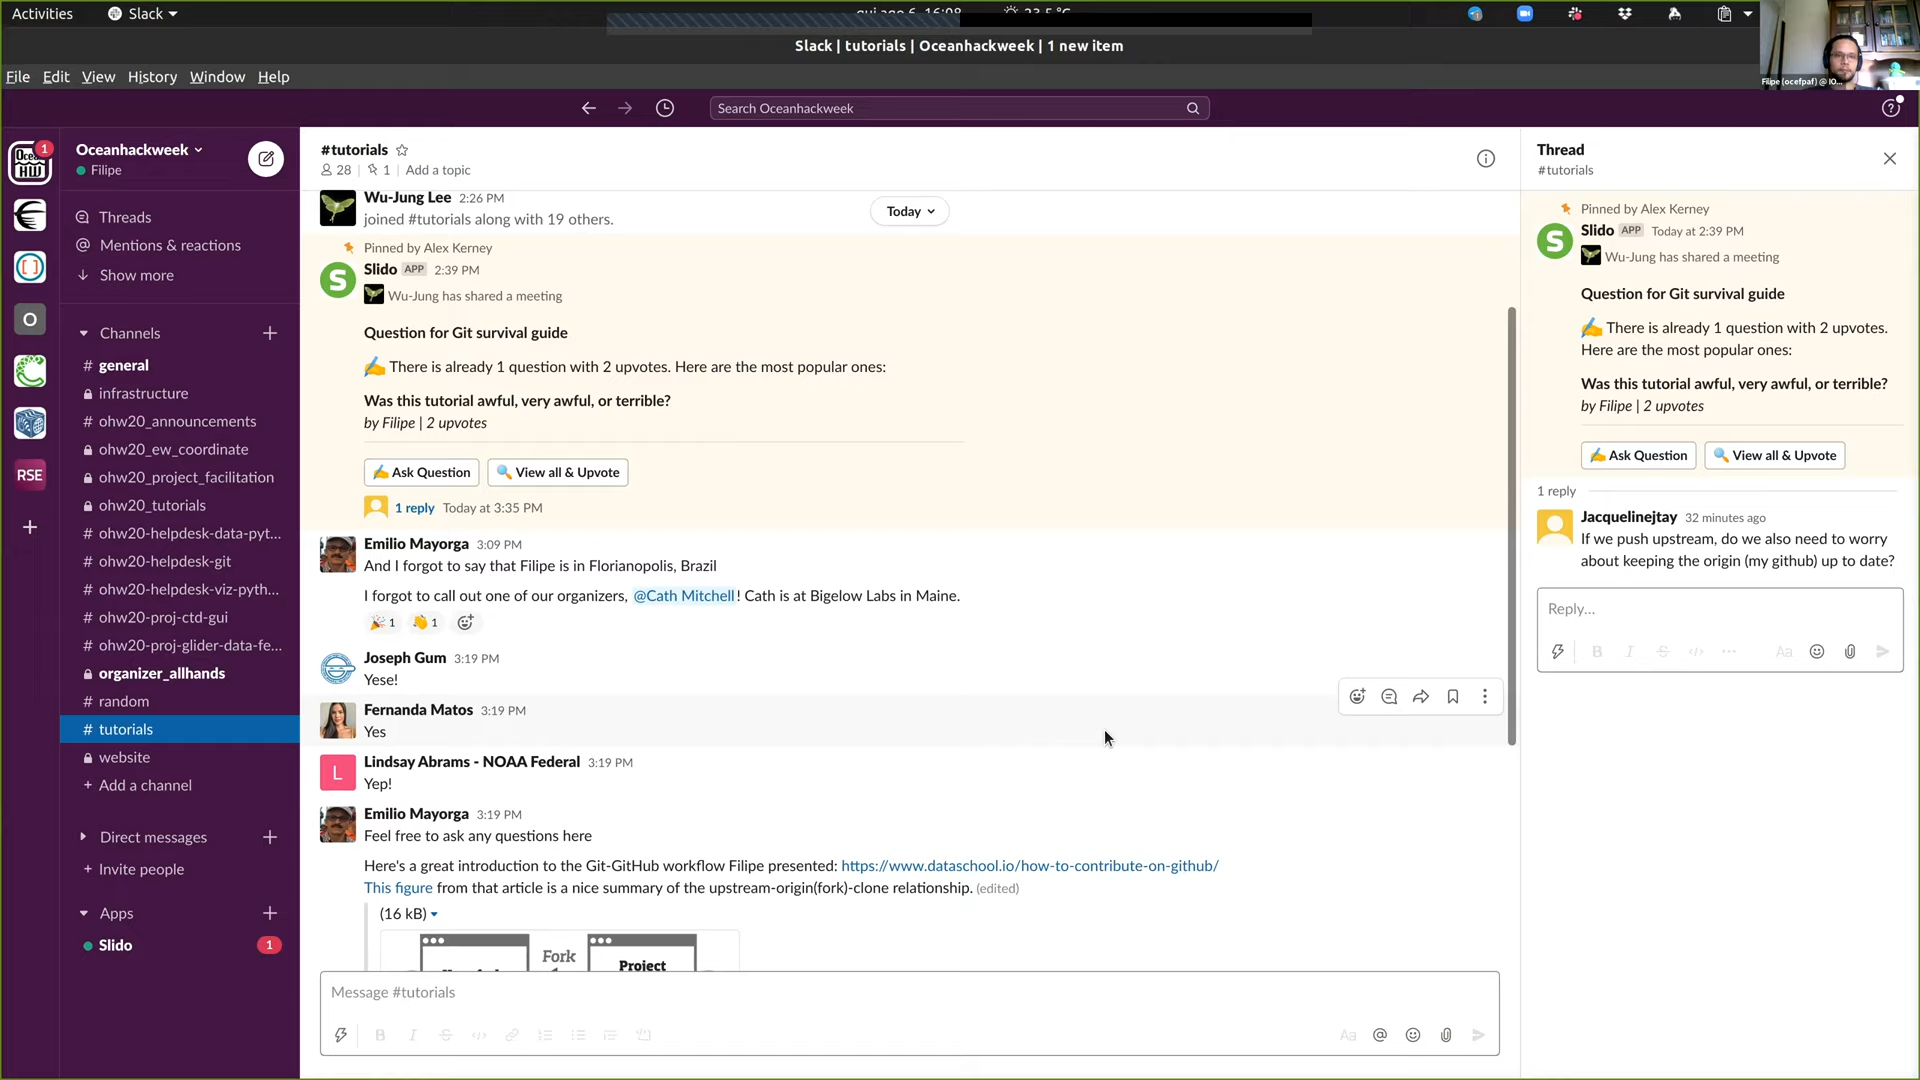 Activities
Slack
qui ago 6, 16:08
23.5 °C
Slack | tutorials | Oceanhackweek | 1 new item
File Edit View History Window Help
Filipe (ocefpaf) @ IO...
Search Oceanhackweek
1
Oceanhackweek
Filipe
O
RSE
Threads
Mentions & reactions
Show more
Channels
# general
infrastructure
# ohw20_announcements
ohw20_ew_coordinate
ohw20_project_facilitation
ohw20_tutorials
# ohw20-helpdesk-data-pyt...
# ohw20-helpdesk-git
# ohw20-helpdesk-viz-pyth...
# ohw20-proj-ctd-gui
# ohw20-proj-glider-data-fe...
organizer_allhands
# random
# tutorials
website
+ Add a channel
Direct messages
+ Invite people
Apps
Slido 1
#tutorials
28 | 1 | Add a topic
Wu-Jung Lee 2:26 PM
joined #tutorials along with 19 others.
Today
Pinned by Alex Kerney
Slido APP 2:39 PM
Wu-Jung has shared a meeting
Question for Git survival guide
✍️ There is already 1 question with 2 upvotes. Here are the most popular ones:
Was this tutorial awful, very awful, or terrible?
by Filipe | 2 upvotes
✍️ Ask Question
🔍 View all & Upvote
1 reply Today at 3:35 PM
Emilio Mayorga 3:09 PM
And I forgot to say that Filipe is in Florianopolis, Brazil
I forgot to call out one of our organizers, @Cath Mitchell! Cath is at Bigelow Labs in Maine.
🎉 1 👏 1
Joseph Gum 3:19 PM
Yese!
Fernanda Matos 3:19 PM
Yes
L
Lindsay Abrams - NOAA Federal 3:19 PM
Yep!
Emilio Mayorga 3:19 PM
Feel free to ask any questions here
Here's a great introduction to the Git-GitHub workflow Filipe presented: https://www.dataschool.io/how-to-contribute-on-github/
This figure from that article is a nice summary of the upstream-origin(fork)-clone relationship. (edited)
(16 kB)
Fork
Project
Message #tutorials
Thread
#tutorials
Pinned by Alex Kerney
Slido APP Today at 2:39 PM
Wu-Jung has shared a meeting
Question for Git survival guide
✍️ There is already 1 question with 2 upvotes.
Here are the most popular ones:
Was this tutorial awful, very awful, or terrible?
by Filipe | 2 upvotes
✍️ Ask Question
🔍 View all & Upvote
1 reply
Jacquelinejtay 32 minutes ago
If we push upstream, do we also need to worry
about keeping the origin (my github) up to date?
Reply...